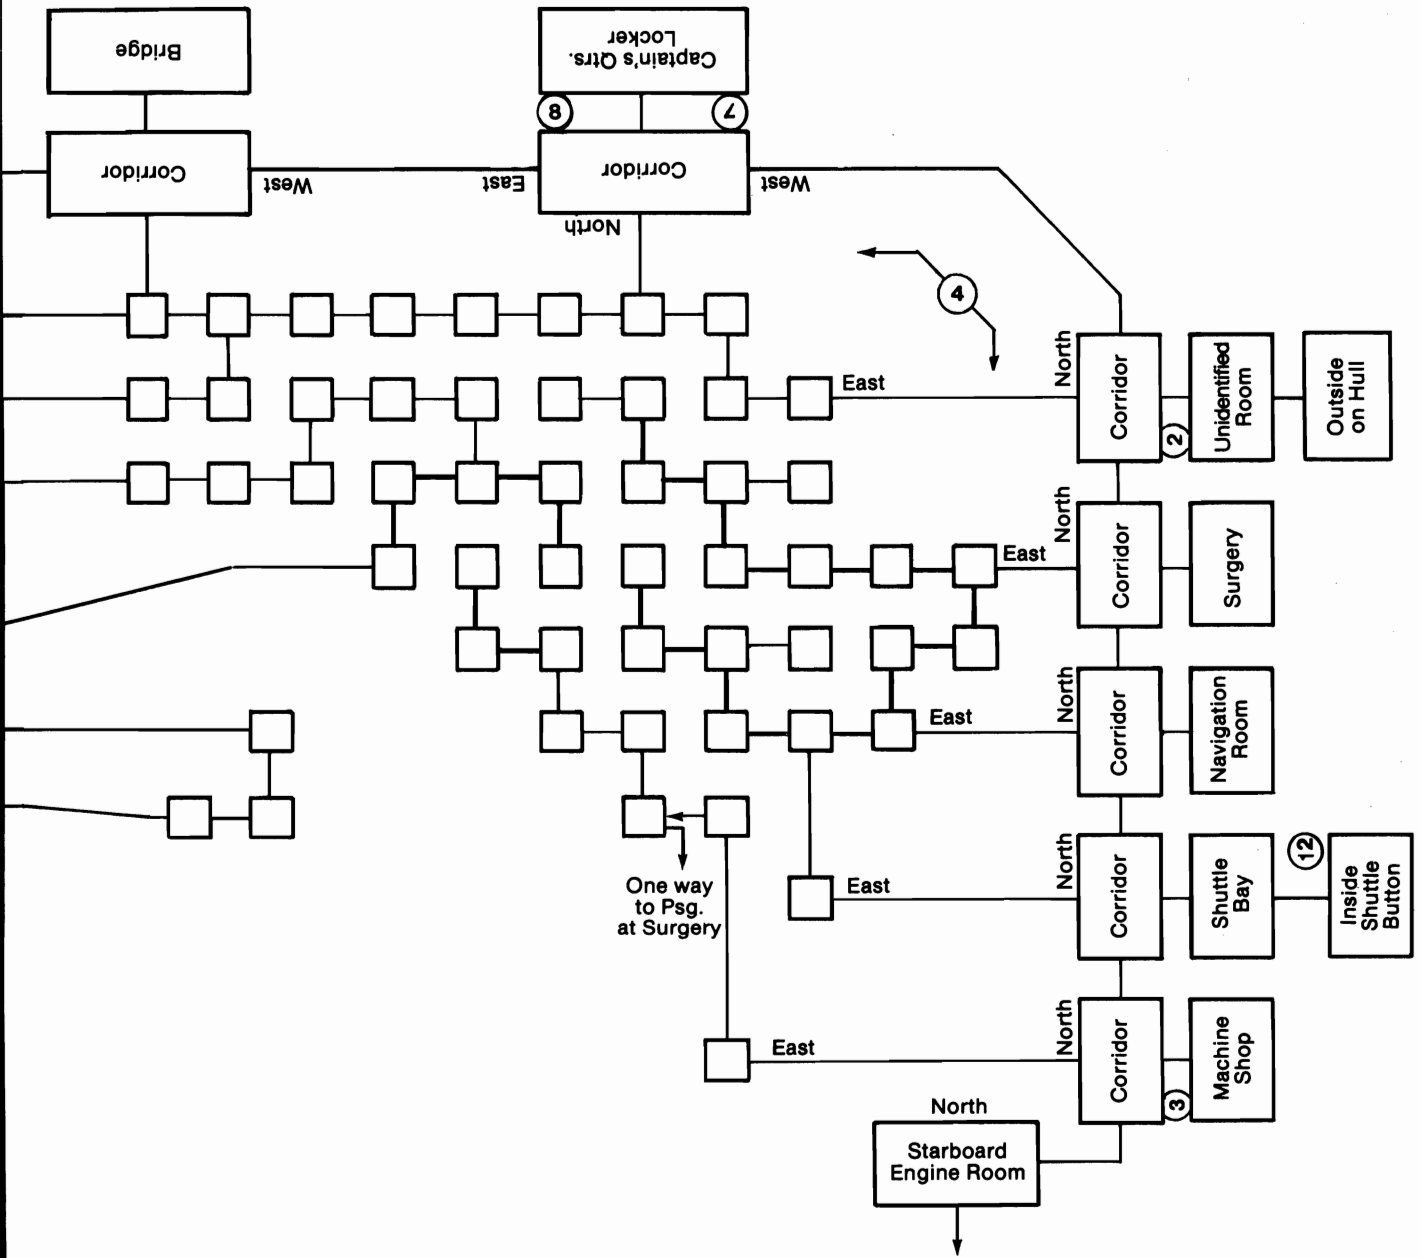 Bridge
Captain's Qtrs.
Locker
8
7
Corridor
West
East
Corridor
West
North
4
East
North
Corridor
2
Unidentified
Room
Outside
on Hull
East
North
Corridor
Surgery
East
North
Corridor
Navigation
Room
One way
to Psg.
at Surgery
East
North
Corridor
Shuttle
Bay
12
Inside
Shuttle
Button
East
North
Corridor
3
Machine
Shop
North
Starboard
Engine Room